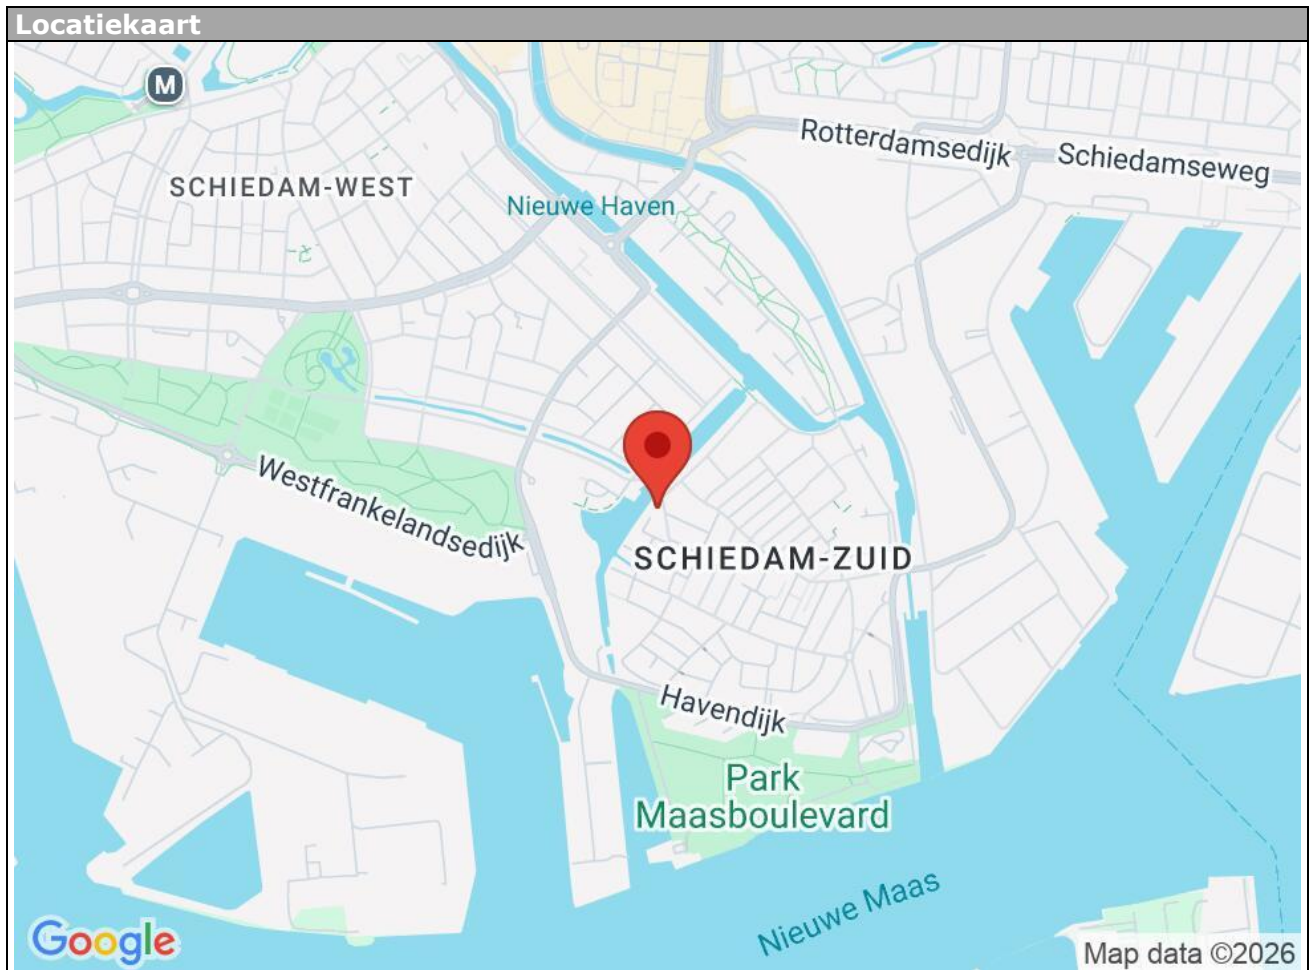 Locatiekaart
M
Rotterdamsedijk
Schiedamseweg
SCHIEDAM-WEST
Nieuwe Haven
Westfrankelandsedijk
SCHIEDAM-ZUID
Havendijk
Park
Maasboulevard
Nieuwe Maas
Google
Map data ©2026